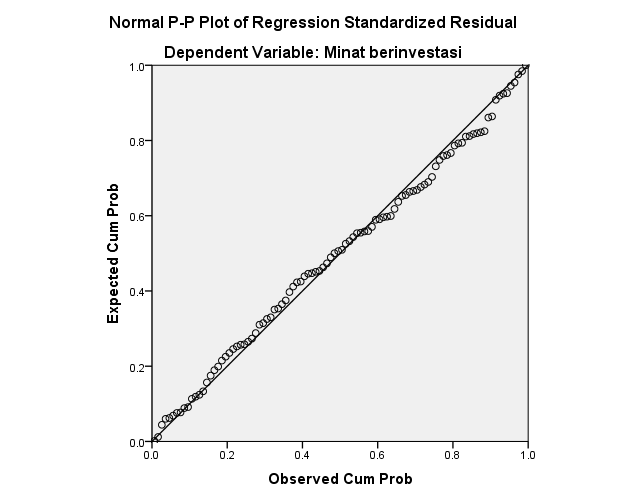 Normal P-P Plot of Regression Standardized Residual
Dependent Variable: Minat berinvestasi
1.0
0.8
0.6
0.4
0.2
0.0
Expected Cum Prob
0.0 0.2 0.4 0.6 0.8 1.0
Observed Cum Prob